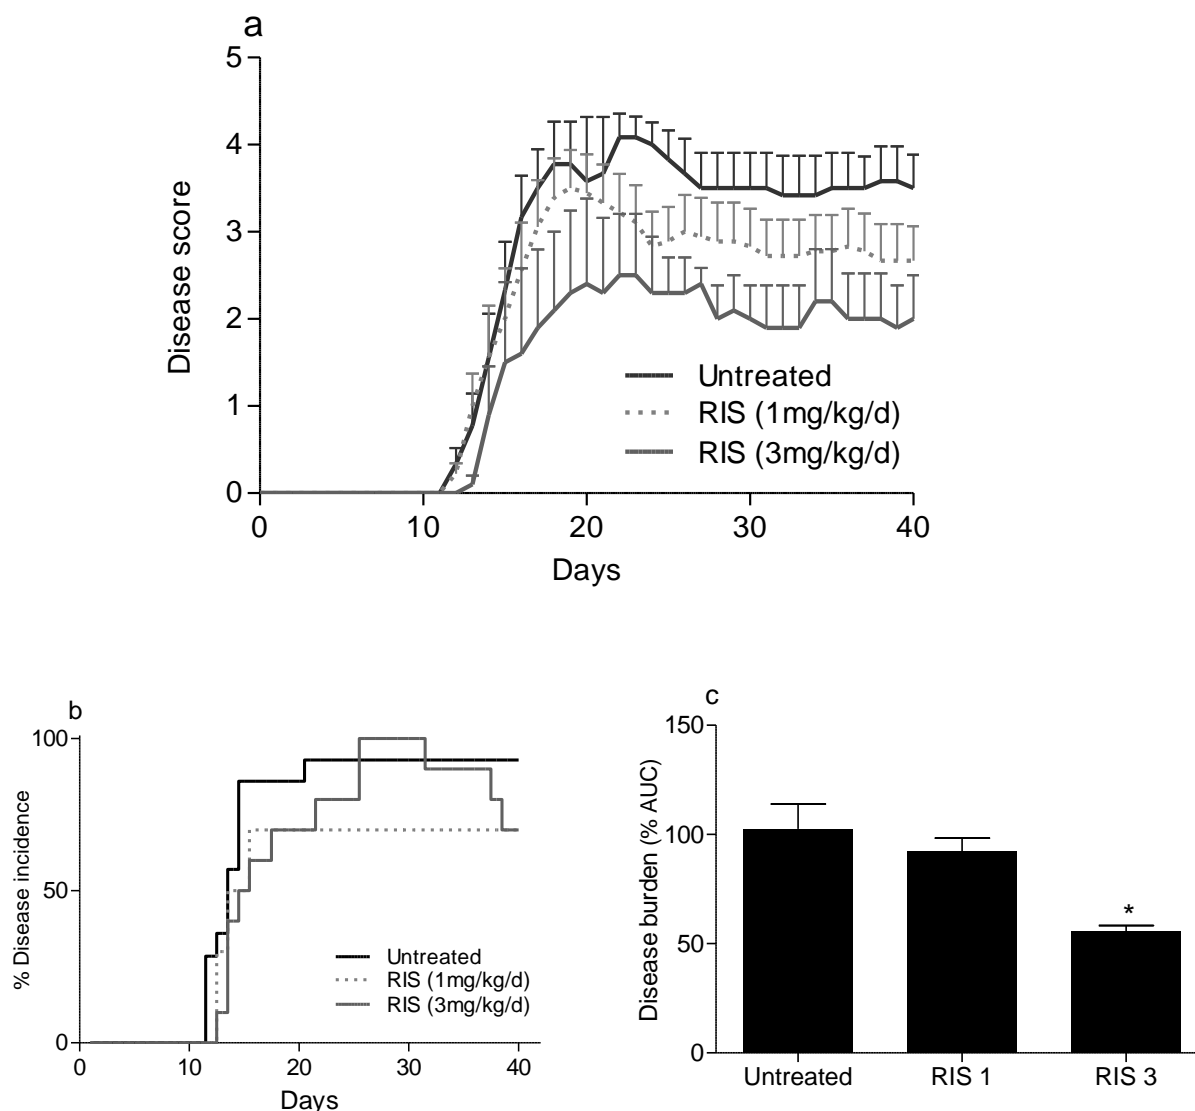 a
5
4
3
2
1
0
Disease score
Untreated
RIS (1mg/kg/d)
RIS (3mg/kg/d)
0 10 20 30 40
Days
b
100
50
0
% Disease incidence
Untreated
RIS (1mg/kg/d)
RIS (3mg/kg/d)
0 10 20 30 40
Days
c
150
100
50
0
Disease burden (% AUC)
*
Untreated RIS 1 RIS 3